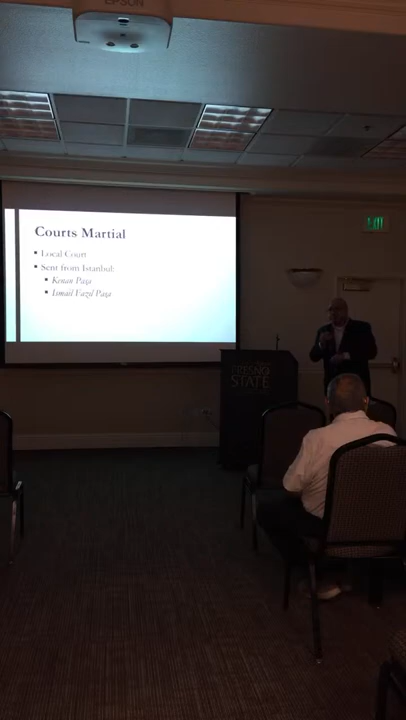 EPSON
Courts Martial
Local Court
Sent from Istanbul:
Kenan Paşa
Ismail Fazıl Paşa
EXIT
FRESNO
STATE